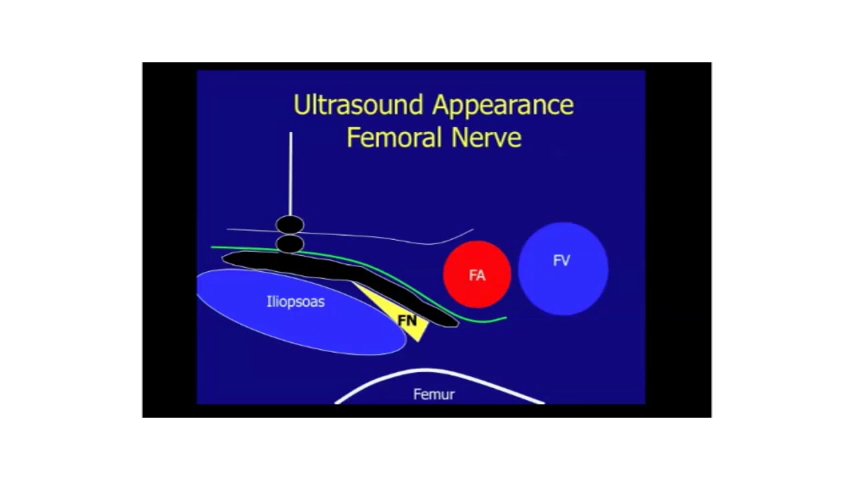 Ultrasound Appearance
Femoral Nerve
FA
FV
Iliopsoas
FN
Femur